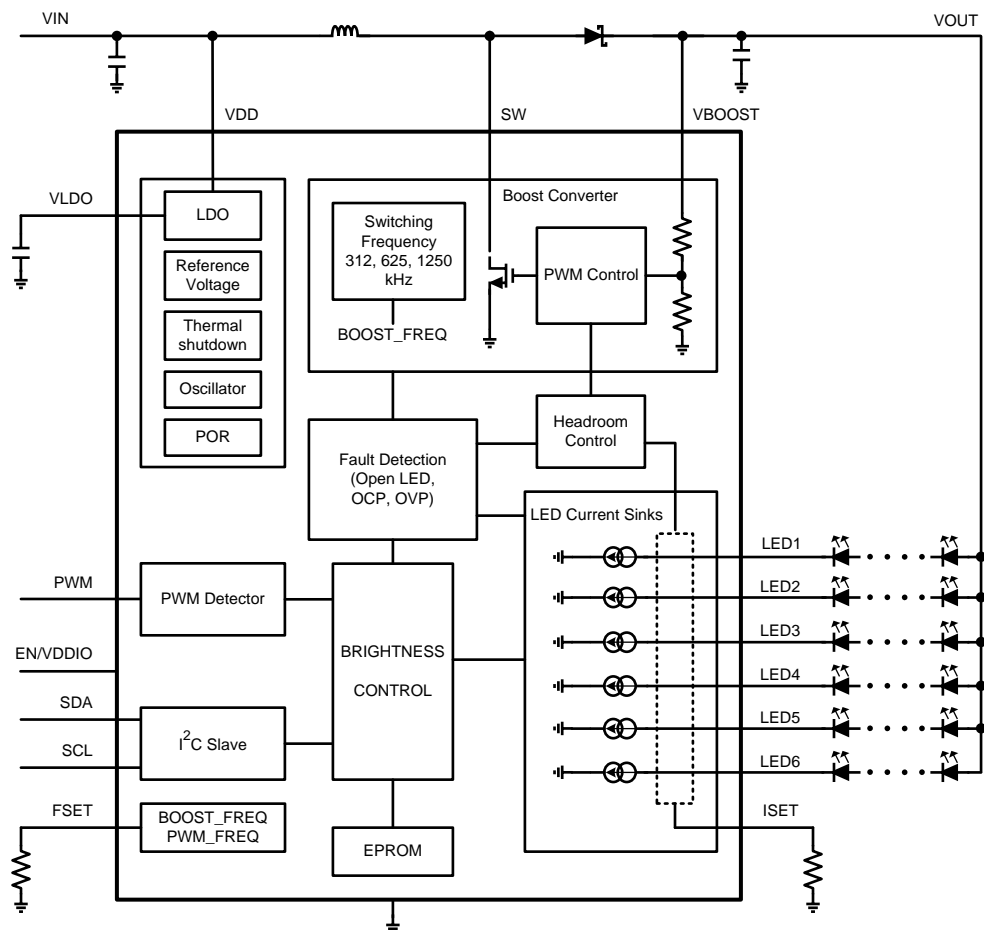 VIN
VOUT
VDD
SW
VBOOST
VLDO
LDO
Reference
Voltage
Thermal
shutdown
Oscillator
POR
Boost Converter
Switching
Frequency
312, 625, 1250
kHz
BOOST_FREQ
PWM Control
Headroom
Control
Fault Detection
(Open LED,
OCP, OVP)
LED Current Sinks
LED1
LED2
LED3
LED4
LED5
LED6
PWM
PWM Detector
EN/VDDIO
BRIGHTNESS
CONTROL
SDA
SCL
I²C Slave
FSET
BOOST_FREQ
PWM_FREQ
EPROM
ISET